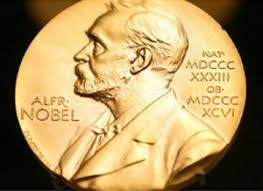 ALFR·
NOBEL
NAT·
MDCCC
XXXIII
OB·
MDCCC
XCVI